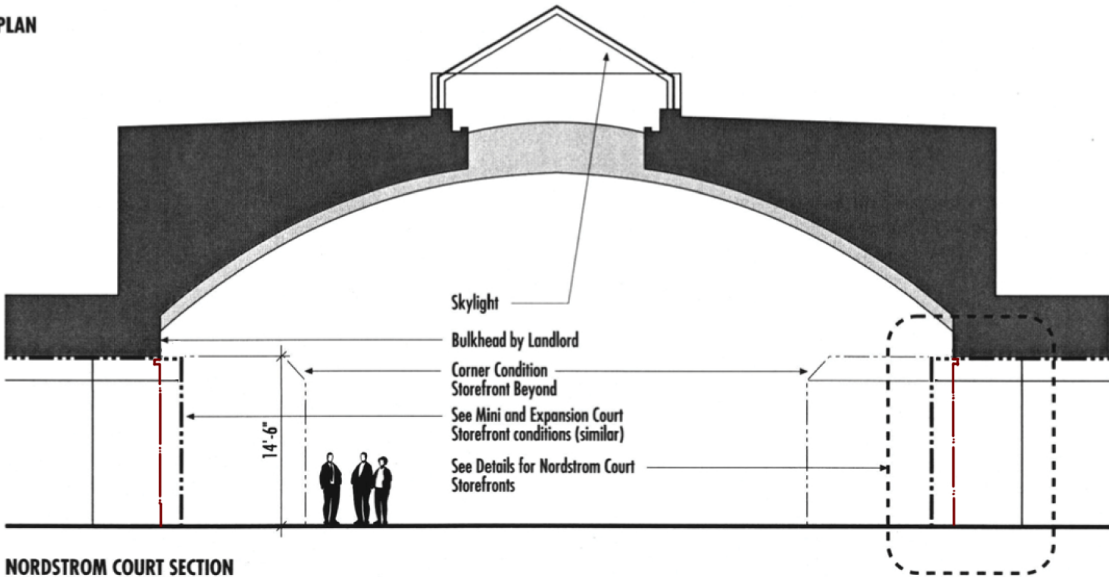 PLAN
Skylight
Bulkhead by Landlord
Corner Condition
Storefront Beyond
See Mini and Expansion Court
Storefront conditions (similar)
14'-6"
See Details for Nordstrom Court
Storefronts
NORDSTROM COURT SECTION